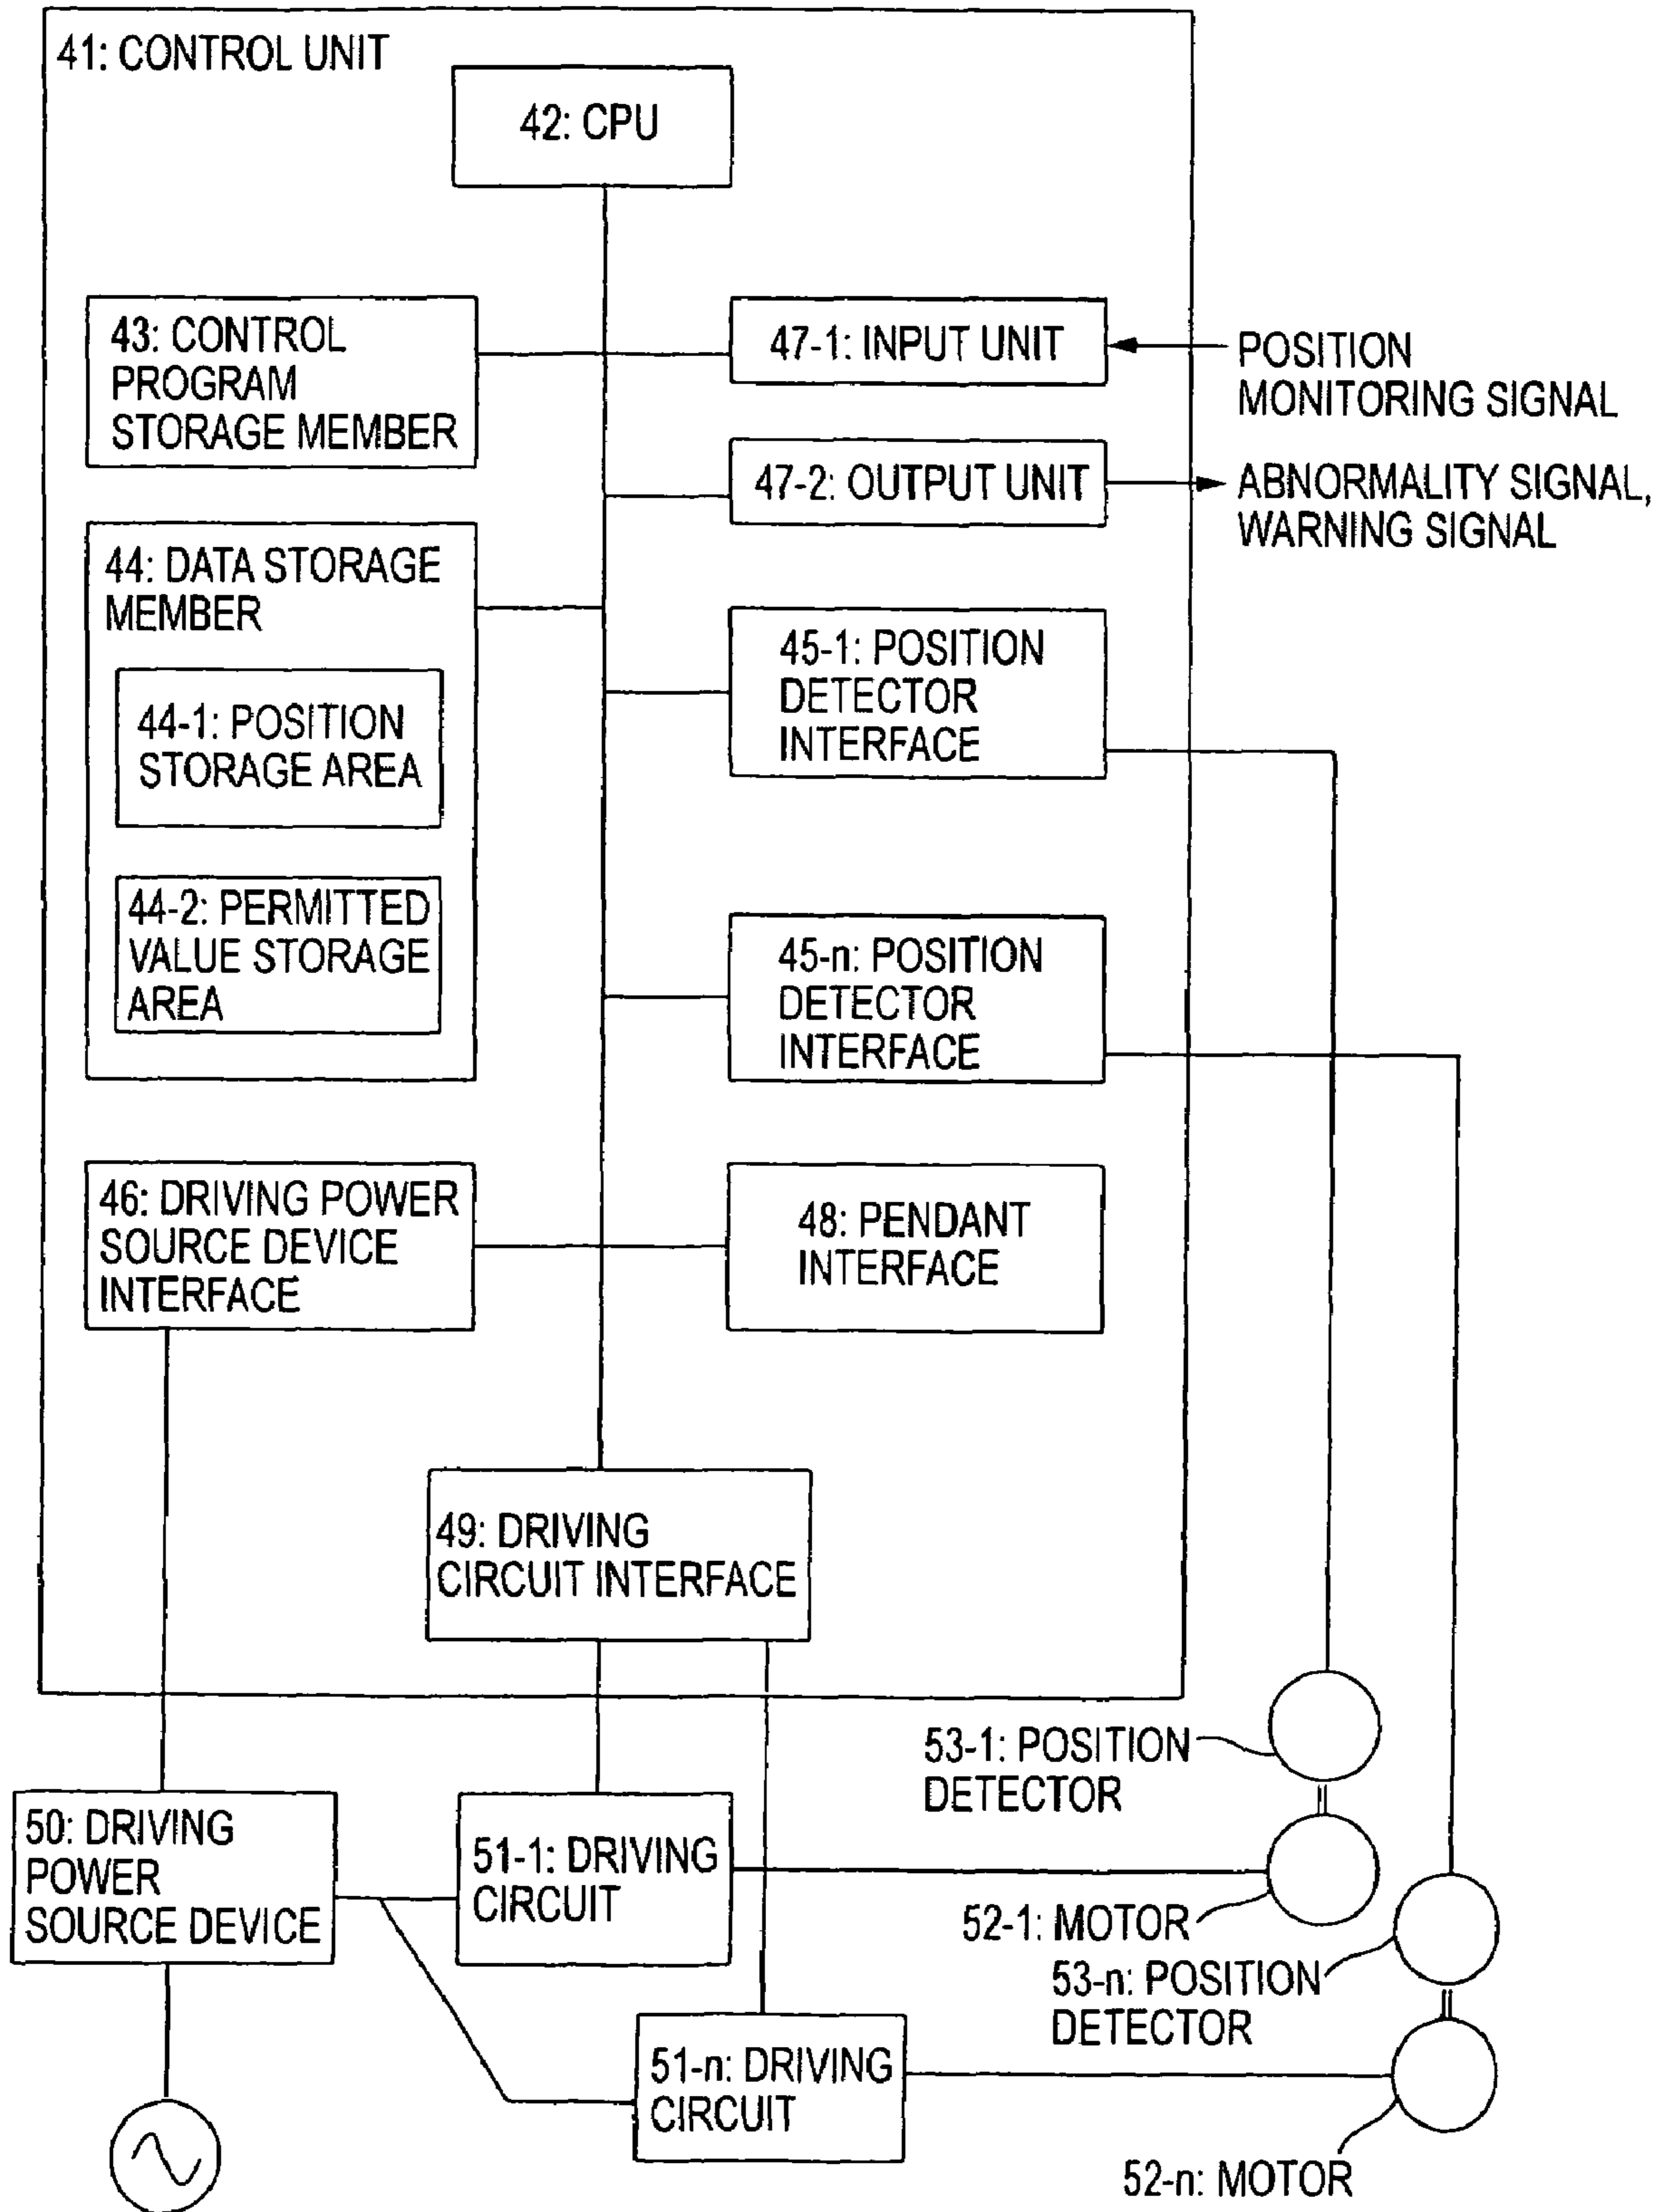 41: CONTROL UNIT
42: CPU
43: CONTROL
PROGRAM
STORAGE MEMBER
47-1: INPUT UNIT
POSITION
MONITORING SIGNAL
47-2: OUTPUT UNIT
ABNORMALITY SIGNAL,
WARNING SIGNAL
44: DATA STORAGE
MEMBER
44-1: POSITION
STORAGE AREA
44-2: PERMITTED
VALUE STORAGE
AREA
45-1: POSITION
DETECTOR
INTERFACE
45-n: POSITION
DETECTOR
INTERFACE
46: DRIVING POWER
SOURCE DEVICE
INTERFACE
48: PENDANT
INTERFACE
49: DRIVING
CIRCUIT INTERFACE
53-1: POSITION
DETECTOR
50: DRIVING
POWER
SOURCE DEVICE
51-1: DRIVING
CIRCUIT
52-1: MOTOR
53-n: POSITION
DETECTOR
51-n: DRIVING
CIRCUIT
52-n: MOTOR